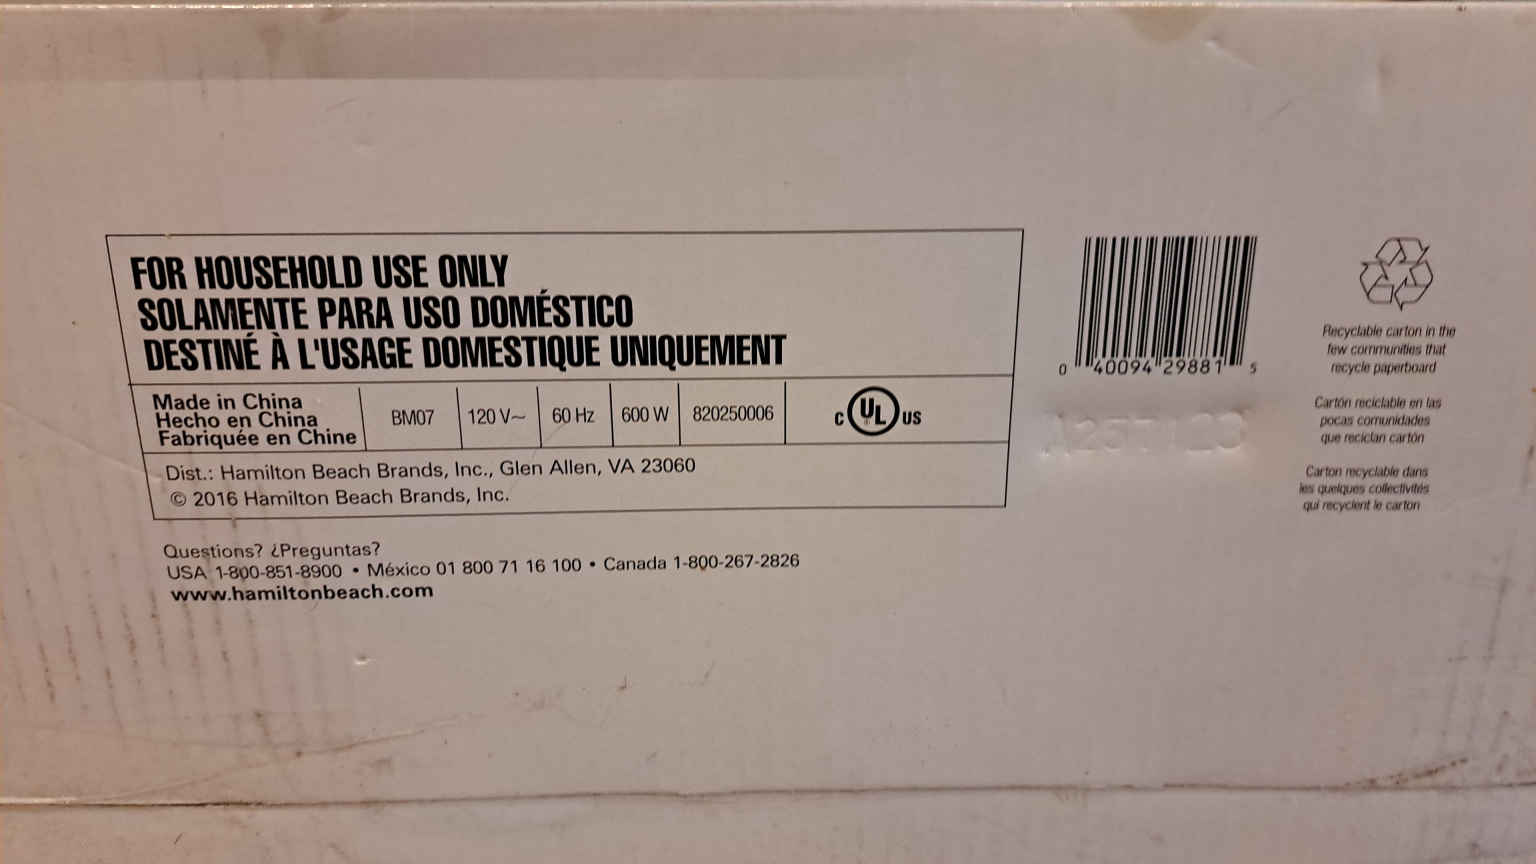 FOR HOUSEHOLD USE ONLY
SOLAMENTE PARA USO DOMÉSTICO
DESTINÉ À L'USAGE DOMESTIQUE UNIQUEMENT
Made in China
Hecho en China
Fabriquée en Chine
BM07
120 V~
60 Hz
600 W
820250006
C UL US
Dist.: Hamilton Beach Brands, Inc., Glen Allen, VA 23060
© 2016 Hamilton Beach Brands, Inc.
Questions? ¿Preguntas?
USA 1-800-851-8900 • México 01 800 71 16 100 • Canada 1-800-267-2826
www.hamiltonbeach.com
0 40094 29881 5
Recyclable carton in the
few communities that
recycle paperboard
Cartón reciclable en las
pocas comunidades
que reciclan cartón
Carton recyclable dans
les quelques collectivités
qui recyclent le carton